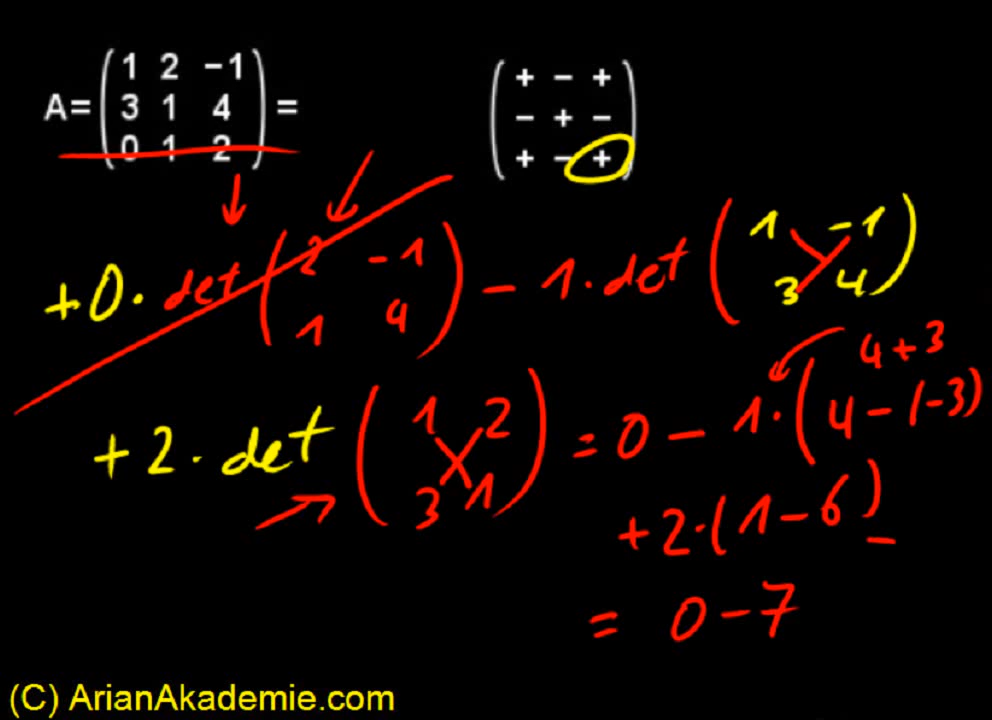 1 2 -1
+ - +
A= 3 1 4 =
- + -
0 1 2
+ - +
+0 · det ( 2 -1 ) - 1 · det ( 1 -1 )
1 4 3 4
4+3
+2 · det ( 1 2 ) = 0 - 1 · ( 4 - (-3)
3 1
+2·(1-6) -
= 0-7
(C) ArianAkademie.com